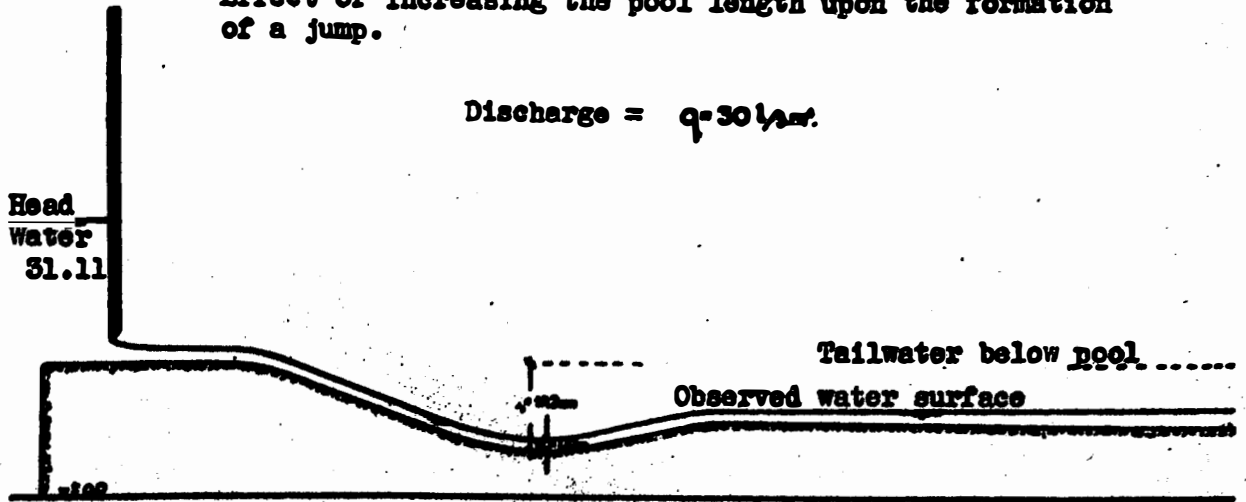 Effect of increasing the pool length upon the formation
of a jump.
Discharge = q=30 l/s
Head
Water
31.11
Tailwater below pool
Observed water surface